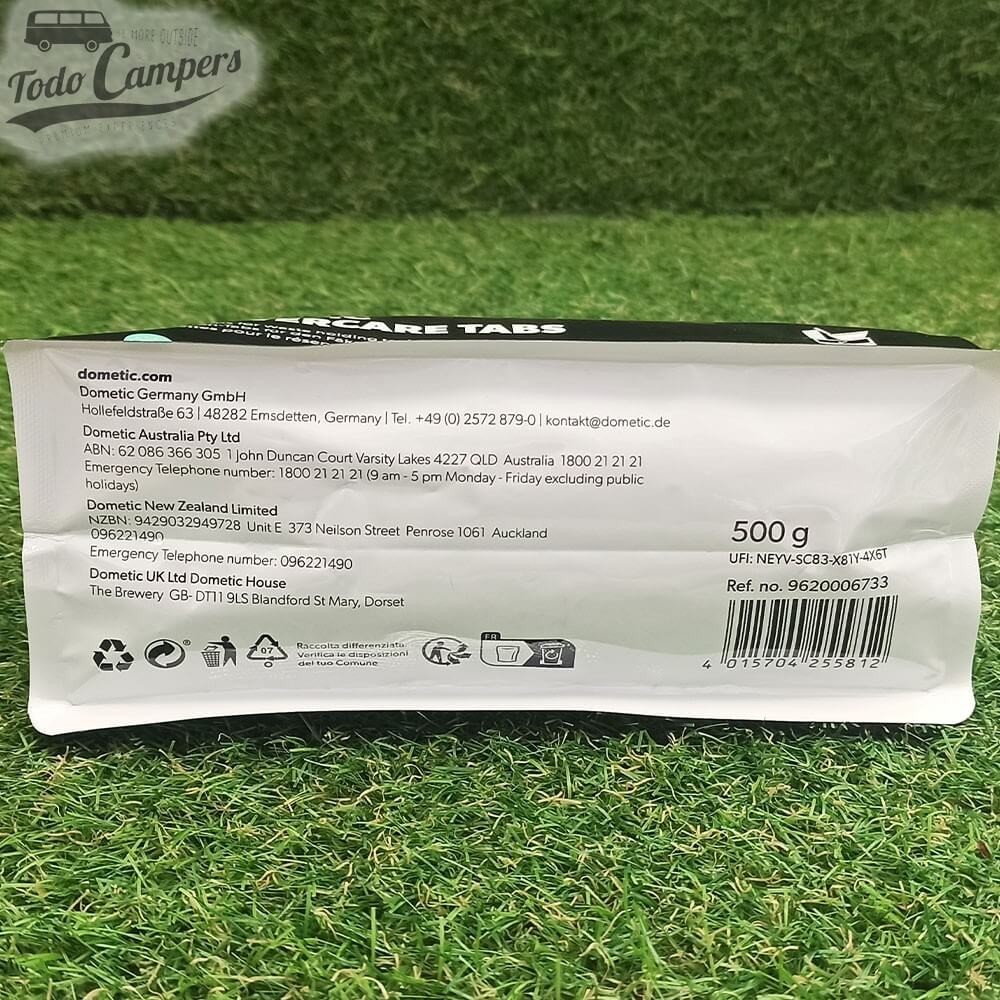 MORE OUTSIDE
Todo Campers
PREMIUM EXPERIENCES
ERCARE TABS
pour le
dometic.com
Dometic Germany GmbH
Hollefeldstraße 63 | 48282 Emsdetten, Germany | Tel. +49 (0) 2572 879-0 | kontakt@dometic.de
Dometic Australia Pty Ltd
ABN: 62 086 366 305 1 John Duncan Court Varsity Lakes 4227 QLD Australia 1800 21 21 21
Emergency Telephone number: 1800 21 21 21 (9 am - 5 pm Monday - Friday excluding public
holidays)
Dometic New Zealand Limited
NZBN: 9429032949728 Unit E 373 Neilson Street Penrose 1061 Auckland
096221490
Emergency Telephone number: 096221490
Dometic UK Ltd Dometic House
The Brewery GB- DT11 9LS Blandford St Mary, Dorset
500 g
UFI: NEYV-SC83-X81Y-4X6T
Ref. no. 9620006733
4 015704 255812
07
Raccolta differenziata.
Verifica le disposizioni
del tuo Comune
FR